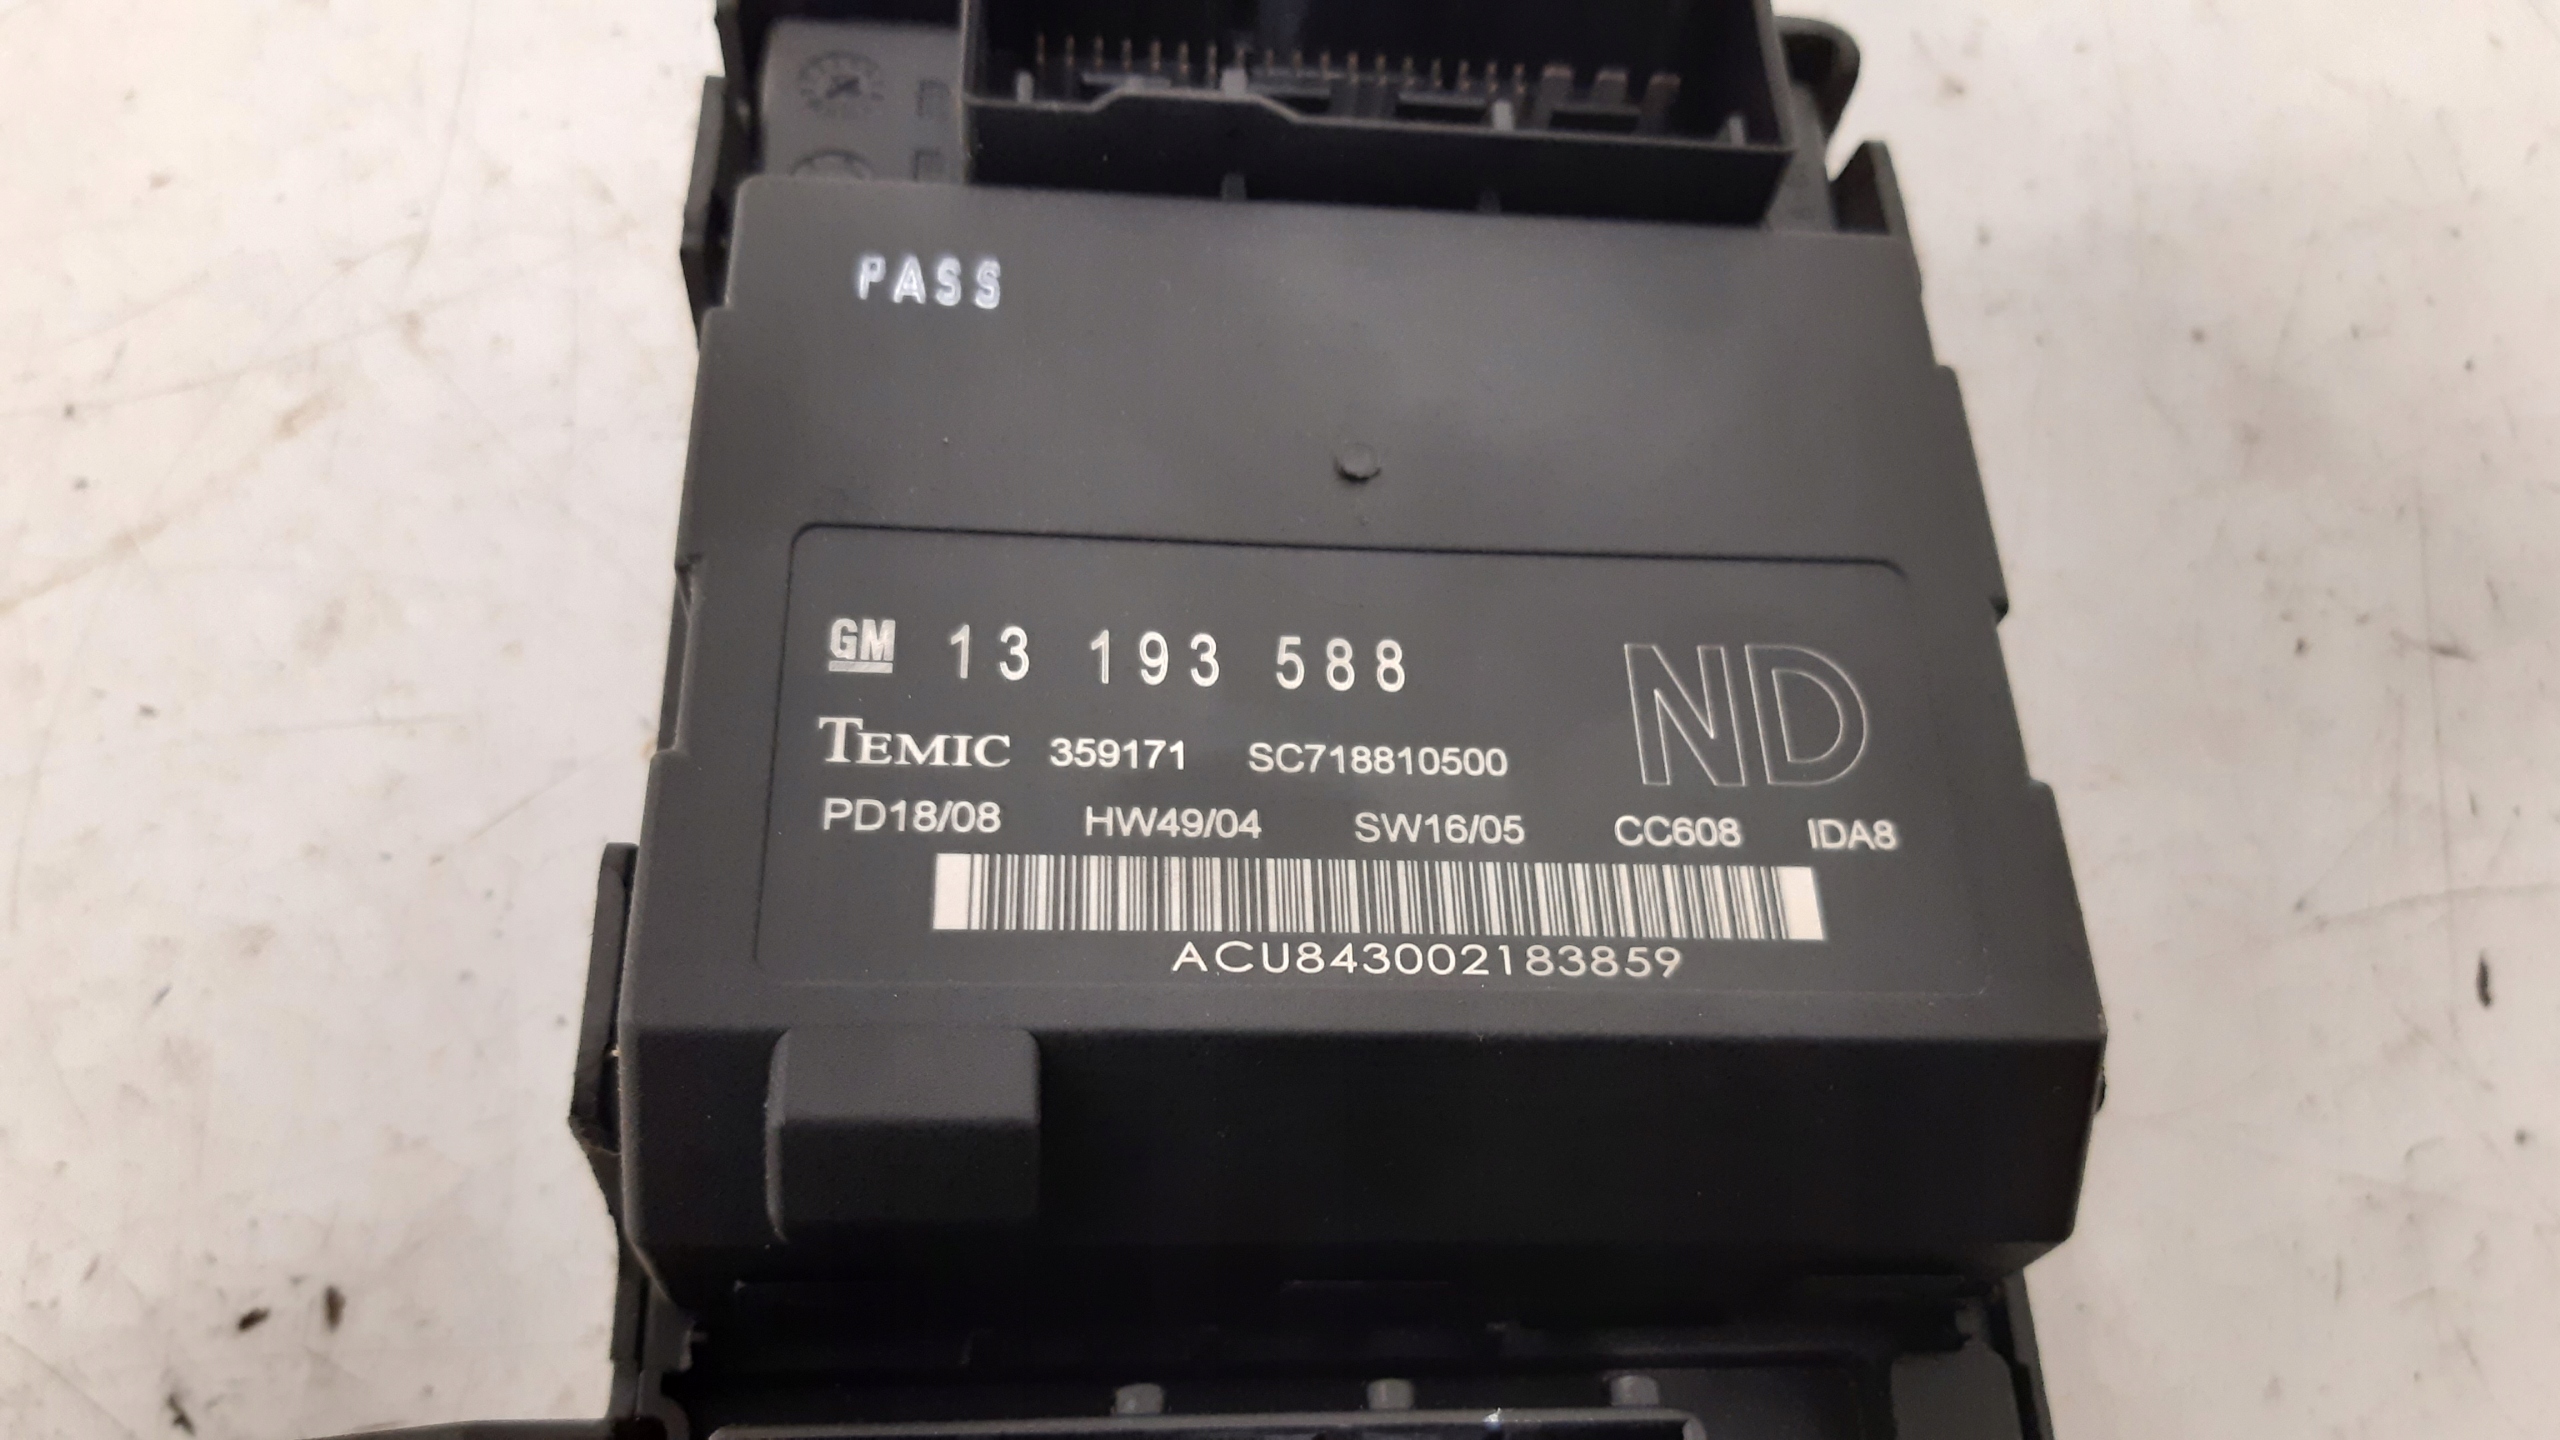 PASS
GM 13 193 588
ND
TEMIC 359171 SC718810500
PD18/08 HW49/04 SW16/05 CC608 IDA8
ACU843002183859